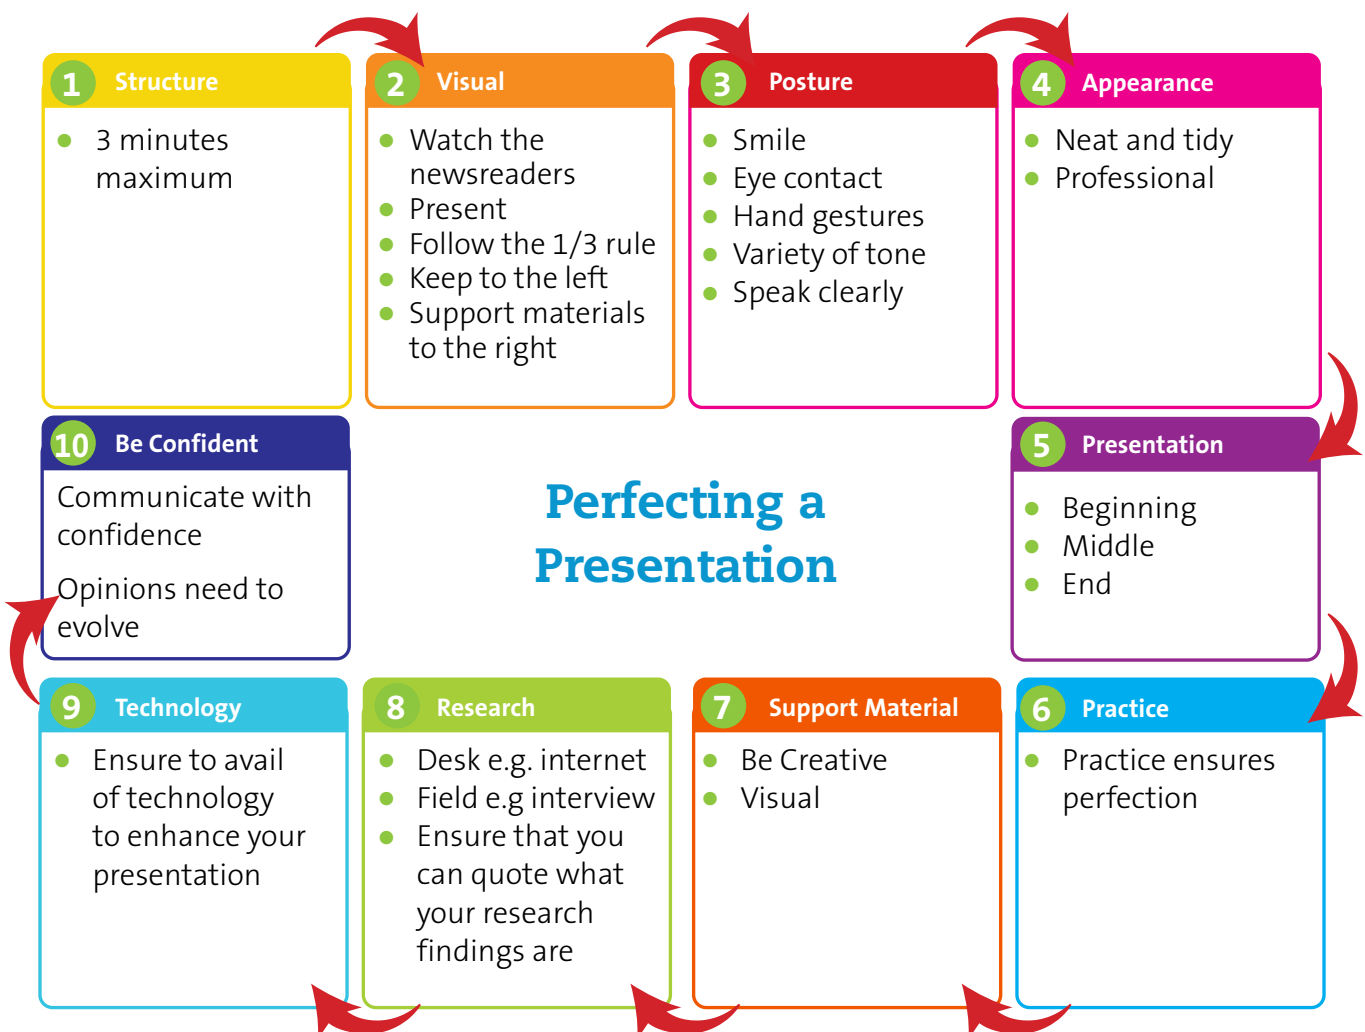 1 Structure
3 minutes
maximum
2 Visual
Watch the
newsreaders
Present
Follow the 1/3 rule
Keep to the left
Support materials
to the right
3 Posture
Smile
Eye contact
Hand gestures
Variety of tone
Speak clearly
4 Appearance
Neat and tidy
Professional
Perfecting a
Presentation
5 Presentation
Beginning
Middle
End
6 Practice
Practice ensures
perfection
7 Support Material
Be Creative
Visual
8 Research
Desk e.g. internet
Field e.g interview
Ensure that you
can quote what
your research
findings are
9 Technology
Ensure to avail
of technology
to enhance your
presentation
10 Be Confident
Communicate with
confidence
Opinions need to
evolve